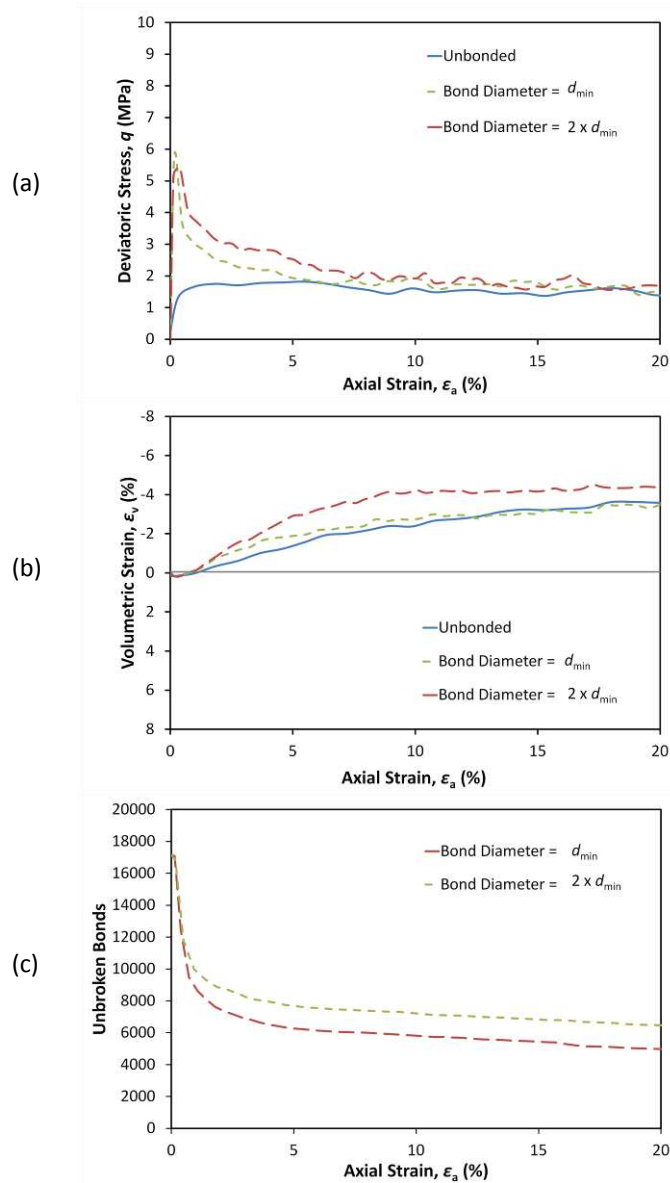 (a)
Deviatoric Stress, q (MPa)
10
9
8
7
6
5
4
3
2
1
0
Unbonded
Bond Diameter = dmin
Bond Diameter = 2 x dmin
0 5 10 15 20
Axial Strain, εa (%)
(b)
Volumetric Strain, εv (%)
-8
-6
-4
-2
0
2
4
6
8
Unbonded
Bond Diameter = dmin
Bond Diameter = 2 x dmin
0 5 10 15 20
Axial Strain, εa (%)
(c)
Unbroken Bonds
20000
18000
16000
14000
12000
10000
8000
6000
4000
2000
0
Bond Diameter = dmin
Bond Diameter = 2 x dmin
0 5 10 15 20
Axial Strain, εa (%)